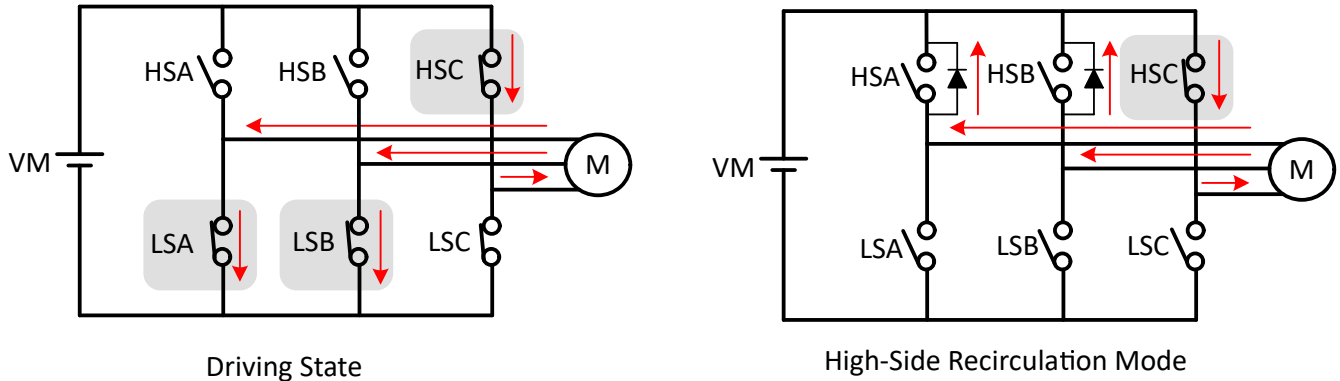 HSA HSB HSC
VM M
LSA LSB LSC
Driving State
HSA HSB HSC
VM M
LSA LSB LSC
High-Side Recirculation Mode